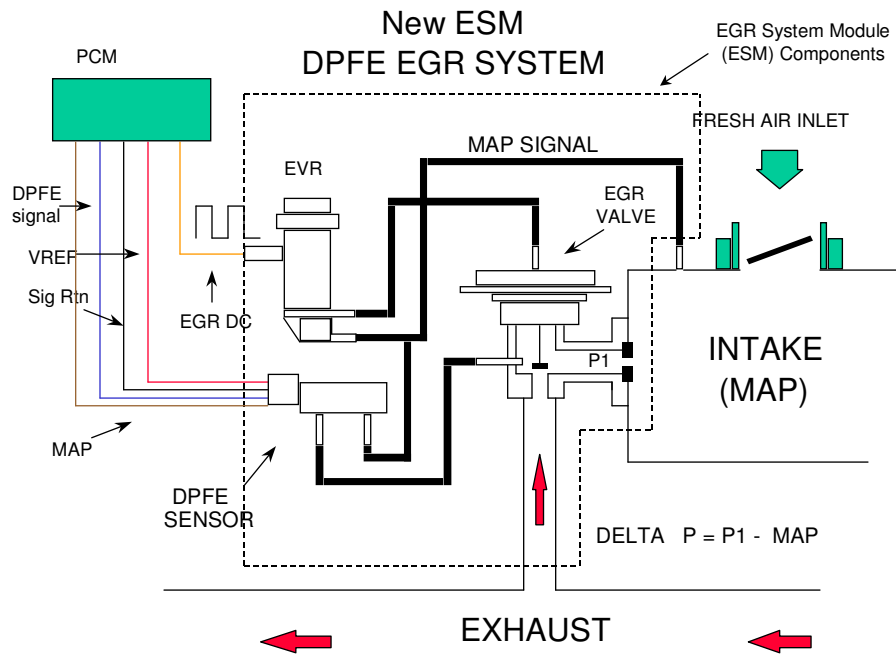 New ESM
DPFE EGR SYSTEM
EGR System Module
(ESM) Components
PCM
FRESH AIR INLET
MAP SIGNAL
EVR
EGR
VALVE
DPFE
signal
VREF
Sig Rtn
EGR DC
P1
INTAKE
(MAP)
MAP
DPFE
SENSOR
DELTA P = P1 - MAP
EXHAUST